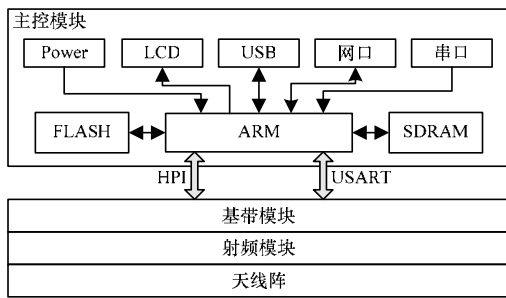 主控模块
Power LCD USB 网口 串口
FLASH ARM SDRAM
HPI USART
基带模块
射频模块
天线阵